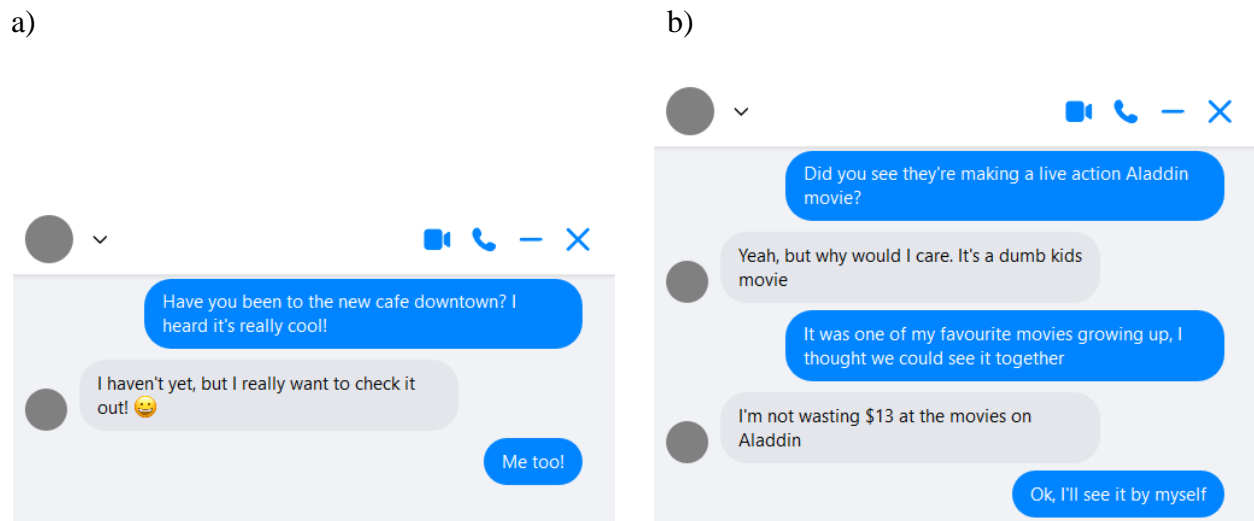 a)
Have you been to the new cafe downtown? I
heard it's really cool!
I haven't yet, but I really want to check it
out! 😀
Me too!
b)
Did you see they're making a live action Aladdin
movie?
Yeah, but why would I care. It's a dumb kids
movie
It was one of my favourite movies growing up, I
thought we could see it together
I'm not wasting $13 at the movies on
Aladdin
Ok, I'll see it by myself